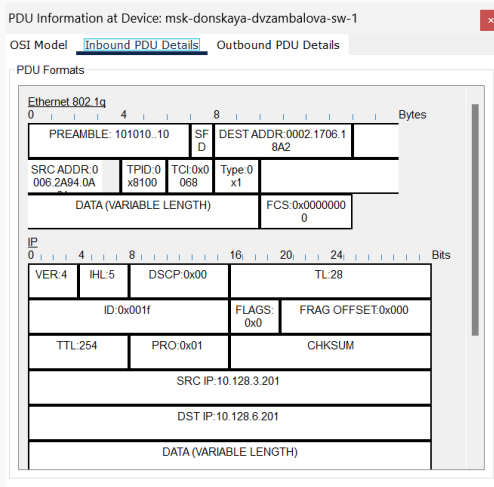 PDU Information at Device: msk-donskaya-dvzambalova-sw-1
×
OSI Model Inbound PDU Details Outbound PDU Details
PDU Formats
Ethernet 802.1q
0 4 8 Bytes
PREAMBLE: 101010..10 SF DEST ADDR:0002.1706.1
D 8A2
SRC ADDR:0 TPID:0 TCI:0x0 Type:0
006.2A94.0A x8100 068 x1
DATA (VARIABLE LENGTH) FCS:0x0000000
0
IP
0 4 8 16 20 24 Bits
VER:4 IHL:5 DSCP:0x00 TL:28
ID:0x001f FLAGS: FRAG OFFSET:0x000
0x0
TTL:254 PRO:0x01 CHKSUM
SRC IP:10.128.3.201
DST IP:10.128.6.201
DATA (VARIABLE LENGTH)